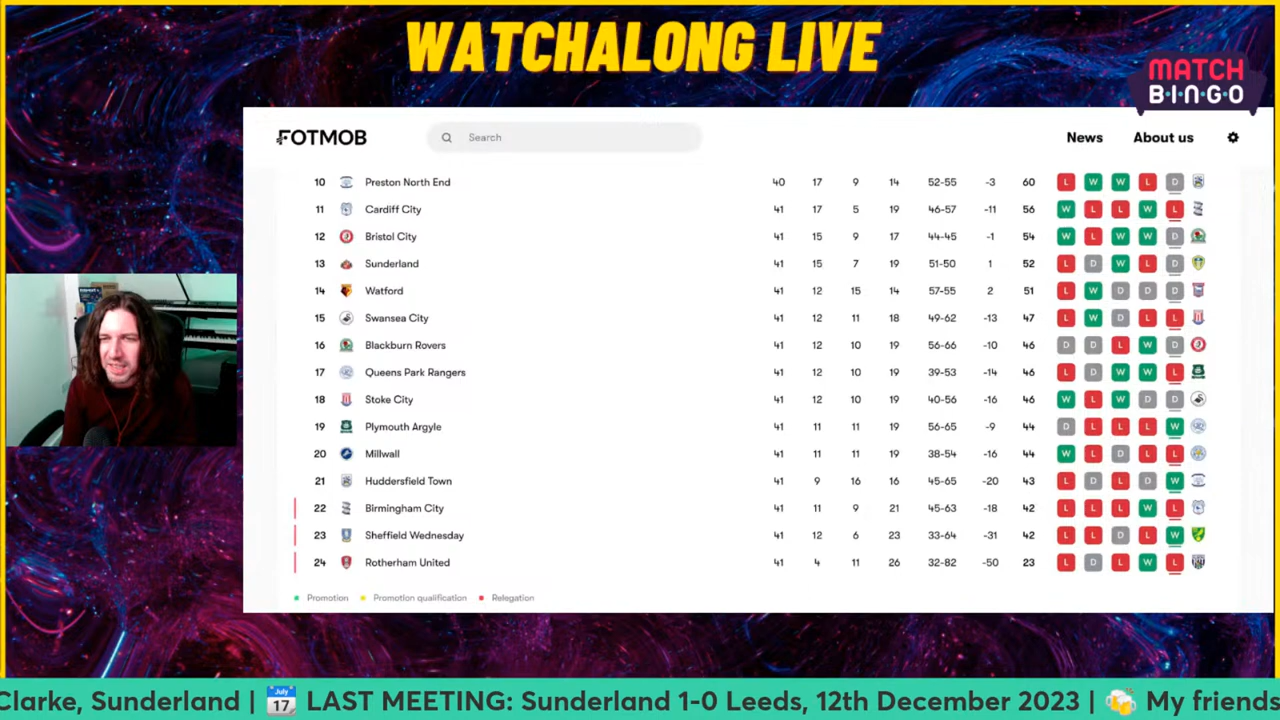 WATCHALONG LIVE
MATCH
B·I·N·G·O
FOTMOB
Search
News
About us
10 Preston North End 40 17 9 14 52-55 -3 60 L W W L D
11 Cardiff City 41 17 5 19 46-57 -11 56 W L L W L
12 Bristol City 41 15 9 17 44-45 -1 54 W L W W D
13 Sunderland 41 15 7 19 51-50 1 52 L D W L D
14 Watford 41 12 15 14 57-55 2 51 L W D D D
15 Swansea City 41 12 11 18 49-62 -13 47 L W D L L
16 Blackburn Rovers 41 12 10 19 56-66 -10 46 D D L W D
17 Queens Park Rangers 41 12 10 19 39-53 -14 46 L D W W L
18 Stoke City 41 12 10 19 40-56 -16 46 W L W D D
19 Plymouth Argyle 41 11 11 19 56-65 -9 44 D L L L W
20 Millwall 41 11 11 19 38-54 -16 44 W L D L L
21 Huddersfield Town 41 9 16 16 45-65 -20 43 L D L D W
22 Birmingham City 41 11 9 21 45-63 -18 42 L L L W L
23 Sheffield Wednesday 41 12 6 23 33-64 -31 42 L L D L W
24 Rotherham United 41 4 11 26 32-82 -50 23 L D L W L
Promotion Promotion qualification Relegation
Clarke, Sunderland | July 17 LAST MEETING: Sunderland 1-0 Leeds, 12th December 2023 | My friends